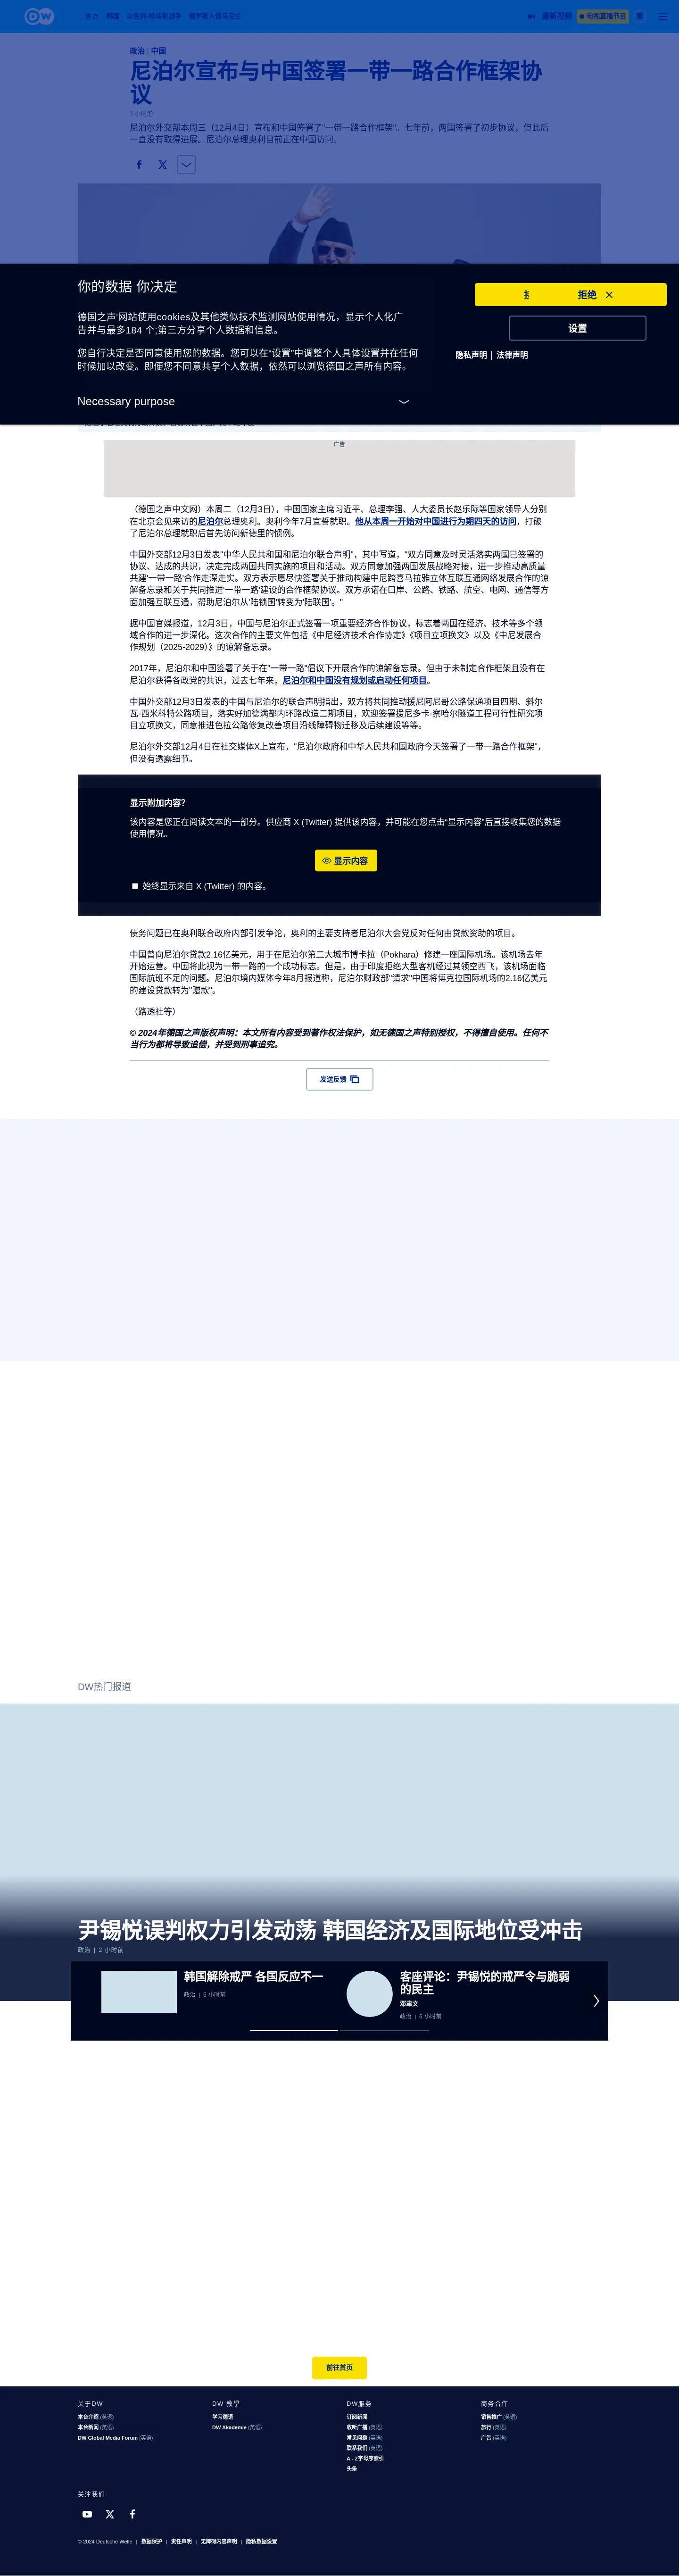 DW
焦点 韩国 以色列-哈马斯战争 俄罗斯入侵乌克兰
最新视频
电视直播节目
政治 | 中国
尼泊尔宣布与中国签署一带一路合作框架协
议
3 小时前
尼泊尔外交部本周三（12月4日）宣布和中国签署了"一带一路合作框架"。七年前，两国签署了初步协议，但此后
一直没有取得进展。尼泊尔总理奥利目前正在中国访问。
你的数据 你决定
德国之声'网站使用cookies及其他类似技术监测网站使用情况，显示个人化广
告并与最多184 个;第三方分享个人数据和信息。
您自行决定是否同意使用您的数据。您可以在"设置"中调整个人具体设置并在任何
时候加以改变。即便您不同意共享个人数据，依然可以浏览德国之声所有内容。
Necessary purpose
拒绝
设置
隐私声明 | 法律声明
广告
（德国之声中文网）本周二（12月3日），中国国家主席习近平、总理李强、人大委员长赵乐际等国家领导人分别
在北京会见来访的尼泊尔总理奥利。奥利今年7月宣誓就职。他从本周一开始对中国进行为期四天的访问，打破
了尼泊尔总理就职后首先访问新德里的惯例。
中国外交部12月3日发表"中华人民共和国和尼泊尔联合声明"，其中写道，"双方同意及时灵活落实两国已签署的
协议、达成的共识，决定完成两国共同实施的项目和活动。双方同意加强两国发展战略对接，进一步推动高质量
共建'一带一路'合作走深走实。双方表示愿尽快签署关于推动构建中尼跨喜马拉雅立体互联互通网络发展合作的谅
解备忘录和关于共同推进'一带一路'建设的合作框架协议。双方承诺在口岸、公路、铁路、航空、电网、通信等方
面加强互联互通，帮助尼泊尔从'陆锁国'转变为'陆联国'。"
据中国官媒报道，12月3日，中国与尼泊尔正式签署一项重要经济合作协议，标志着两国在经济、技术等多个领
域合作的进一步深化。这次合作的主要文件包括《中尼经济技术合作协定》《项目立项换文》以及《中尼发展合
作规划（2025-2029）》的谅解备忘录。
2017年，尼泊尔和中国签署了关于在"一带一路"倡议下开展合作的谅解备忘录。但由于未制定合作框架且没有在
尼泊尔获得各政党的共识，过去七年来，尼泊尔和中国没有规划或启动任何项目。
中国外交部12月3日发表的中国与尼泊尔的联合声明指出，双方将共同推动援尼阿尼哥公路保通项目四期、斜尔
瓦-西米科特公路项目，落实好加德满都内环路改造二期项目，欢迎签署援尼多卡-察哈尔隧道工程可行性研究项
目立项换文，同意推进色拉公路修复改善项目沿线障碍物迁移及后续建设等等。
尼泊尔外交部12月4日在社交媒体X上宣布，"尼泊尔政府和中华人民共和国政府今天签署了一带一路合作框架"，
但没有透露细节。
显示附加内容？
该内容是您正在阅读文本的一部分。供应商 X (Twitter) 提供该内容，并可能在您点击"显示内容"后直接收集您的数据
使用情况。
显示内容
始终显示来自 X (Twitter) 的内容。
债务问题已在奥利联合政府内部引发争论，奥利的主要支持者尼泊尔大会党反对任何由贷款资助的项目。
中国曾向尼泊尔贷款2.16亿美元，用于在尼泊尔第二大城市博卡拉（Pokhara）修建一座国际机场。该机场去年
开始运营。中国将此视为一带一路的一个成功标志。但是，由于印度拒绝大型客机经过其领空西飞，该机场面临
国际航班不足的问题。尼泊尔境内媒体今年8月报道称，尼泊尔财政部"请求"中国将博克拉国际机场的2.16亿美元
的建设贷款转为"赠款"。
（路透社等）
© 2024年德国之声版权声明：本文所有内容受到著作权法保护，如无德国之声特别授权，不得擅自使用。任何不
当行为都将导致追偿，并受到刑事追究。
发送反馈
DW热门报道
尹锡悦误判权力引发动荡 韩国经济及国际地位受冲击
政治 | 2 小时前
韩国解除戒严 各国反应不一
政治 | 5 小时前
客座评论：尹锡悦的戒严令与脆弱
的民主
邓聿文
政治 | 6 小时前
前往首页
关于DW
本台介绍 (英语)
本台新闻 (英语)
DW Global Media Forum (英语)
DW 教學
学习德语
DW Akademie (英语)
DW服务
订阅新闻
收听广播 (英语)
常见问题 (英语)
联系我们 (英语)
A - Z字母序索引
头条
商务合作
销售推广 (英语)
旅行 (英语)
广告 (英语)
关注我们
© 2024 Deutsche Welle | 数据保护 | 责任声明 | 无障碍内容声明 | 隐私数据设置